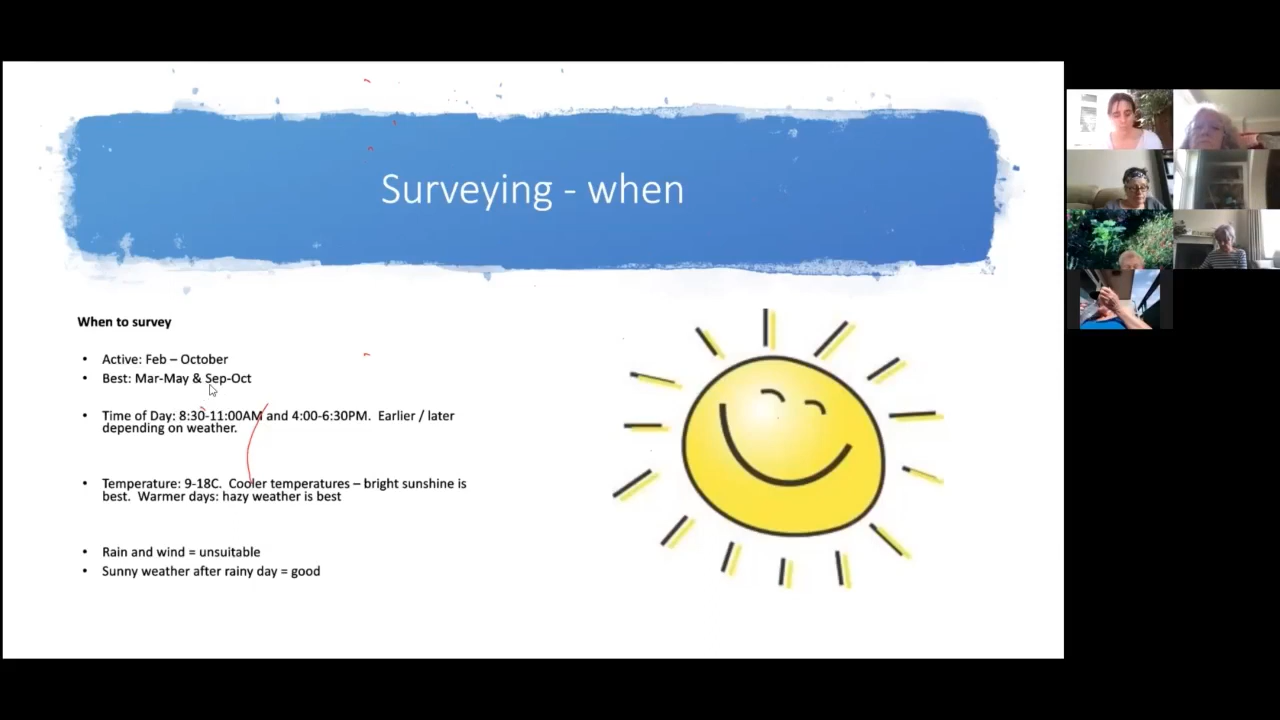 Surveying - when
When to survey
• Active: Feb – October
• Best: Mar-May & Sep-Oct
• Time of Day: 8:30-11:00AM and 4:00-6:30PM.  Earlier / later
depending on weather.
• Temperature: 9-18C.  Cooler temperatures – bright sunshine is
best.  Warmer days: hazy weather is best
• Rain and wind = unsuitable
• Sunny weather after rainy day = good